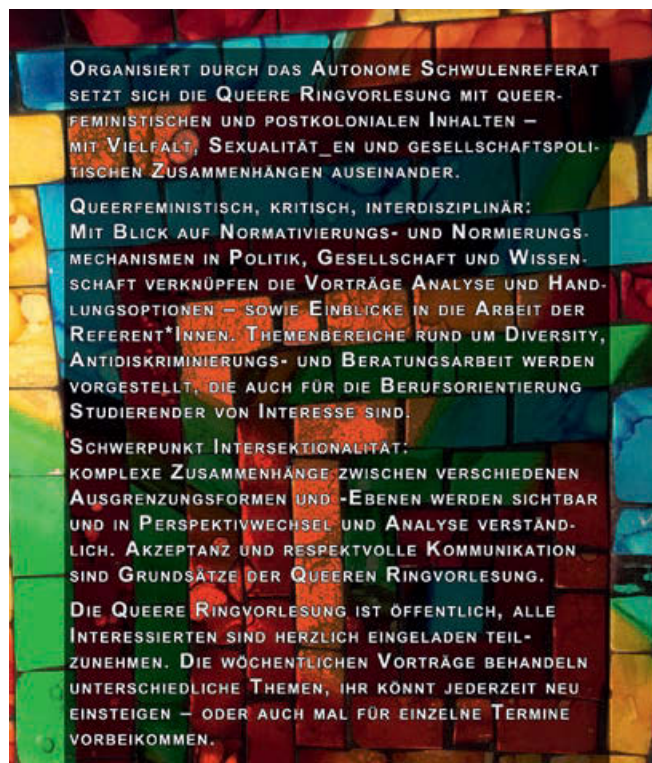 Organisiert durch das Autonome Schwulenreferat
setzt sich die Queere Ringvorlesung mit queer-
feministischen und postkolonialen Inhalten –
mit Vielfalt, Sexualität_en und gesellschaftspoli-
tischen Zusammenhängen auseinander.
Queerfeministisch, kritisch, interdisziplinär:
Mit Blick auf Normativierungs- und Normierungs-
mechanismen in Politik, Gesellschaft und Wissen-
schaft verknüpfen die Vorträge Analyse und Hand-
lungsoptionen – sowie Einblicke in die Arbeit der
Referent*Innen. Themenbereiche rund um Diversity,
Antidiskriminierungs- und Beratungsarbeit werden
vorgestellt, die auch für die Berufsorientierung
Studierender von Interesse sind.
Schwerpunkt Intersektionalität:
komplexe Zusammenhänge zwischen verschiedenen
Ausgrenzungsformen und -Ebenen werden sichtbar
und in Perspektivwechsel und Analyse verständ-
lich. Akzeptanz und respektvolle Kommunikation
sind Grundsätze der Queeren Ringvorlesung.
Die Queere Ringvorlesung ist öffentlich, alle
Interessierten sind herzlich eingeladen teil-
zunehmen. Die wöchentlichen Vorträge behandeln
unterschiedliche Themen, ihr könnt jederzeit neu
einsteigen – oder auch mal für einzelne Termine
vorbeikommen.